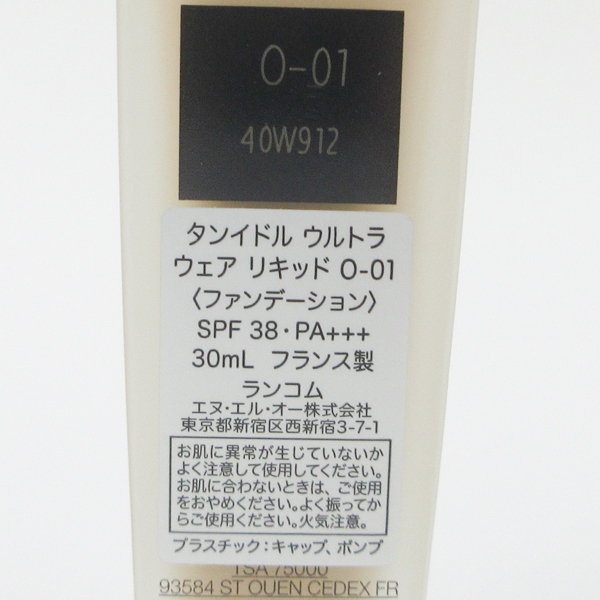 O-01
40W912
タンイドル ウルトラ
ウェア リキッド O-01
〈ファンデーション〉
SPF 38・PA+++
30mL フランス製
ランコム
エヌ・エル・オー株式会社
東京都新宿区西新宿3-7-1
お肌に異常が生じていないか
よく注意して使用してください。
お肌に合わないときは、ご使用
をおやめください。よく振ってか
らご使用ください。火気注意。
プラスチック：キャップ、ポンプ
TSA 75000
93584 ST OUEN CEDEX FR